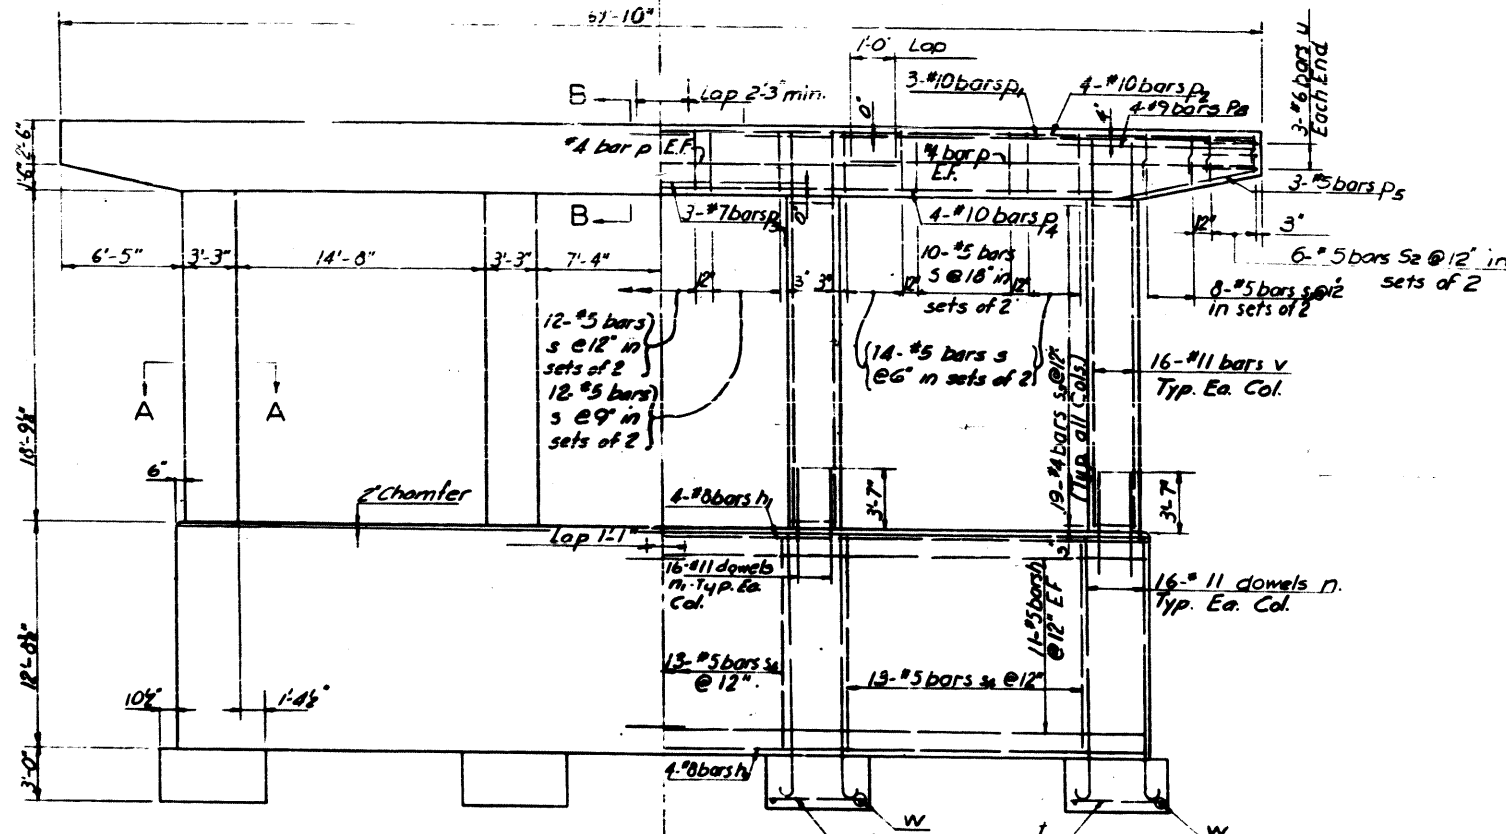 1'-0" Lap
3-#10 bars p₁
4-#10 bars p₂
4-#9 bars p₃
3-#6 bars u
Each End
B
Lap 2'-3" min.
#4 bar p E.F.
#4 bar p
E.F.
2'-6"
1'-6"
3-#5 bars p₅
B
3-#7 bars p₃
4-#10 bars p₄
12"
3"
6'-5"
3'-3"
14'-8"
3'-3"
7'-4"
10-#5 bars
s @ 18" in
sets of 2
6-#5 bars s₂ @ 12" in
sets of 2
12"
3"
3"
12"
12"
8-#5 bars s @ 12
in sets of 2
12-#5 bars
s @ 12" in
sets of 2
12-#5 bars
s @ 9" in
sets of 2
14-#5 bars s
@ 6" in sets of 2
19-#4 bars s₅ @ 12"
(Typ. all Cols.)
16-#11 bars v
Typ. Ea. Col.
A
A
6"
2" Chamfer
4-#8 bars h₁
3'-7"
3'-7"
Lap 1'-1"
16-#11 dowels
n₁-Typ. Ea.
Col.
11-#5 bars h
@ 12" EF
16-#11 dowels n.
Typ. Ea. Col.
18'-9½"
12'-8½"
3'-0"
13-#5 bars s₄
@ 12"
13-#5 bars s₄ @ 12"
10½"
1'-4½"
4-#8 bars h₁
w
t
w